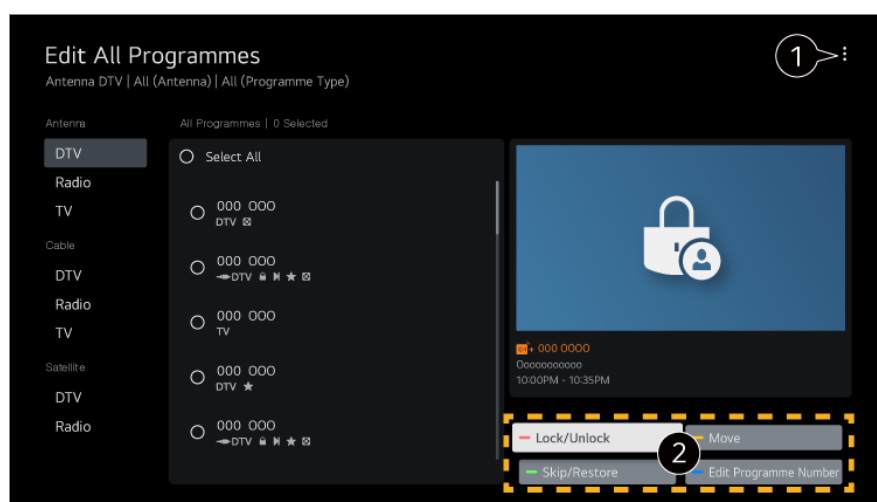 Edit All Programmes
1
Antenna DTV | All (Antenna) | All (Programme Type)
Antenna
DTV
Radio
TV
Cable
DTV
Radio
TV
Satellite
DTV
Radio
All Programmes | 0 Selected
Select All
000 000
DTV
000 000
DTV
000 000
TV
000 000
DTV
000 000
DTV
+ 000 0000
Ooooooooooo
10:00PM - 10:35PM
Lock/Unlock
Move
2
Skip/Restore
Edit Programme Number